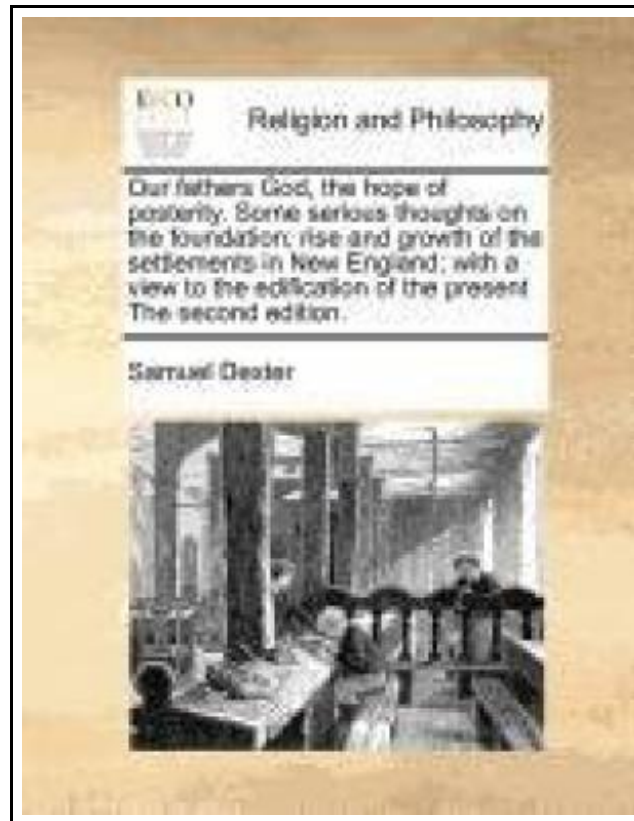 ECCO
Religion and Philosophy
Our fathers God, the hope of
posterity. Some serious thoughts on
the foundation; rise and growth of the
settlements in New England; with a
view to the edification of the present
The second edition.
Samuel Dexter